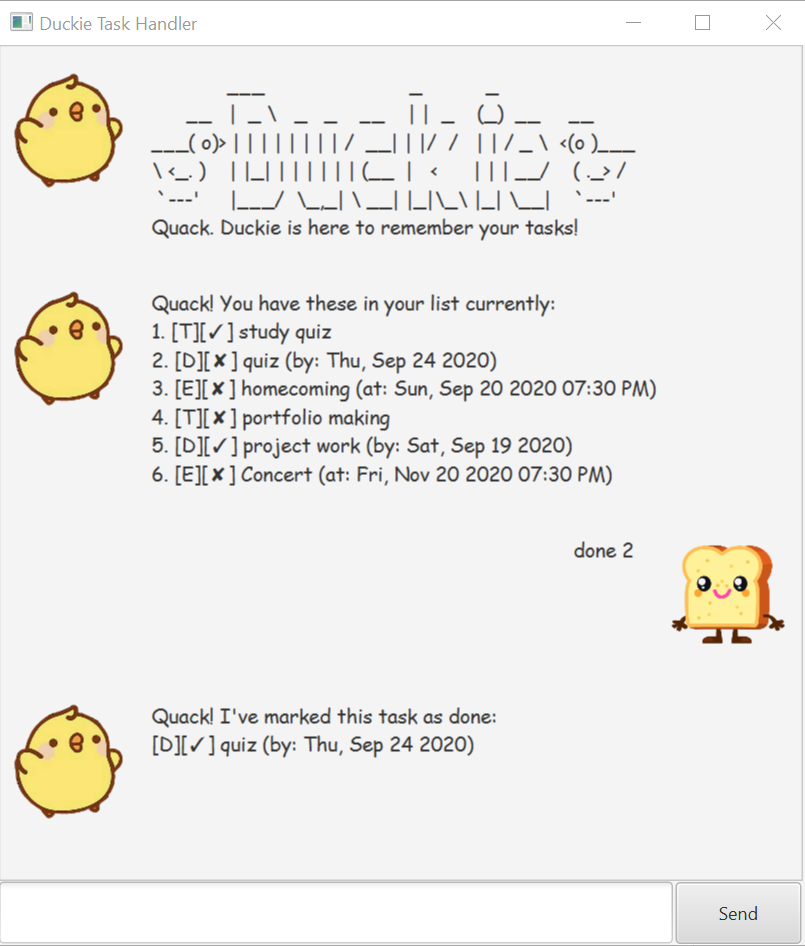 Duckie Task Handler
        ___                     _      _
   __  | _ \  _  _   __   | | _  (_) __   __
___( o)> | | | | | | | | / __| | |/ /  | | / _ \ <(o )___
\ <_. )   | |_| | | | | | | (__ |  <    | | | __/   ( ._> /
 `---'    |___/ \_,_| \ __| |_|\_\ |_| \__|   `---'
Quack. Duckie is here to remember your tasks!
Quack! You have these in your list currently:
1. [T][✓] study quiz
2. [D][✘] quiz (by: Thu, Sep 24 2020)
3. [E][✘] homecoming (at: Sun, Sep 20 2020 07:30 PM)
4. [T][✘] portfolio making
5. [D][✓] project work (by: Sat, Sep 19 2020)
6. [E][✘] Concert (at: Fri, Nov 20 2020 07:30 PM)
done 2
Quack! I've marked this task as done:
[D][✓] quiz (by: Thu, Sep 24 2020)
Send